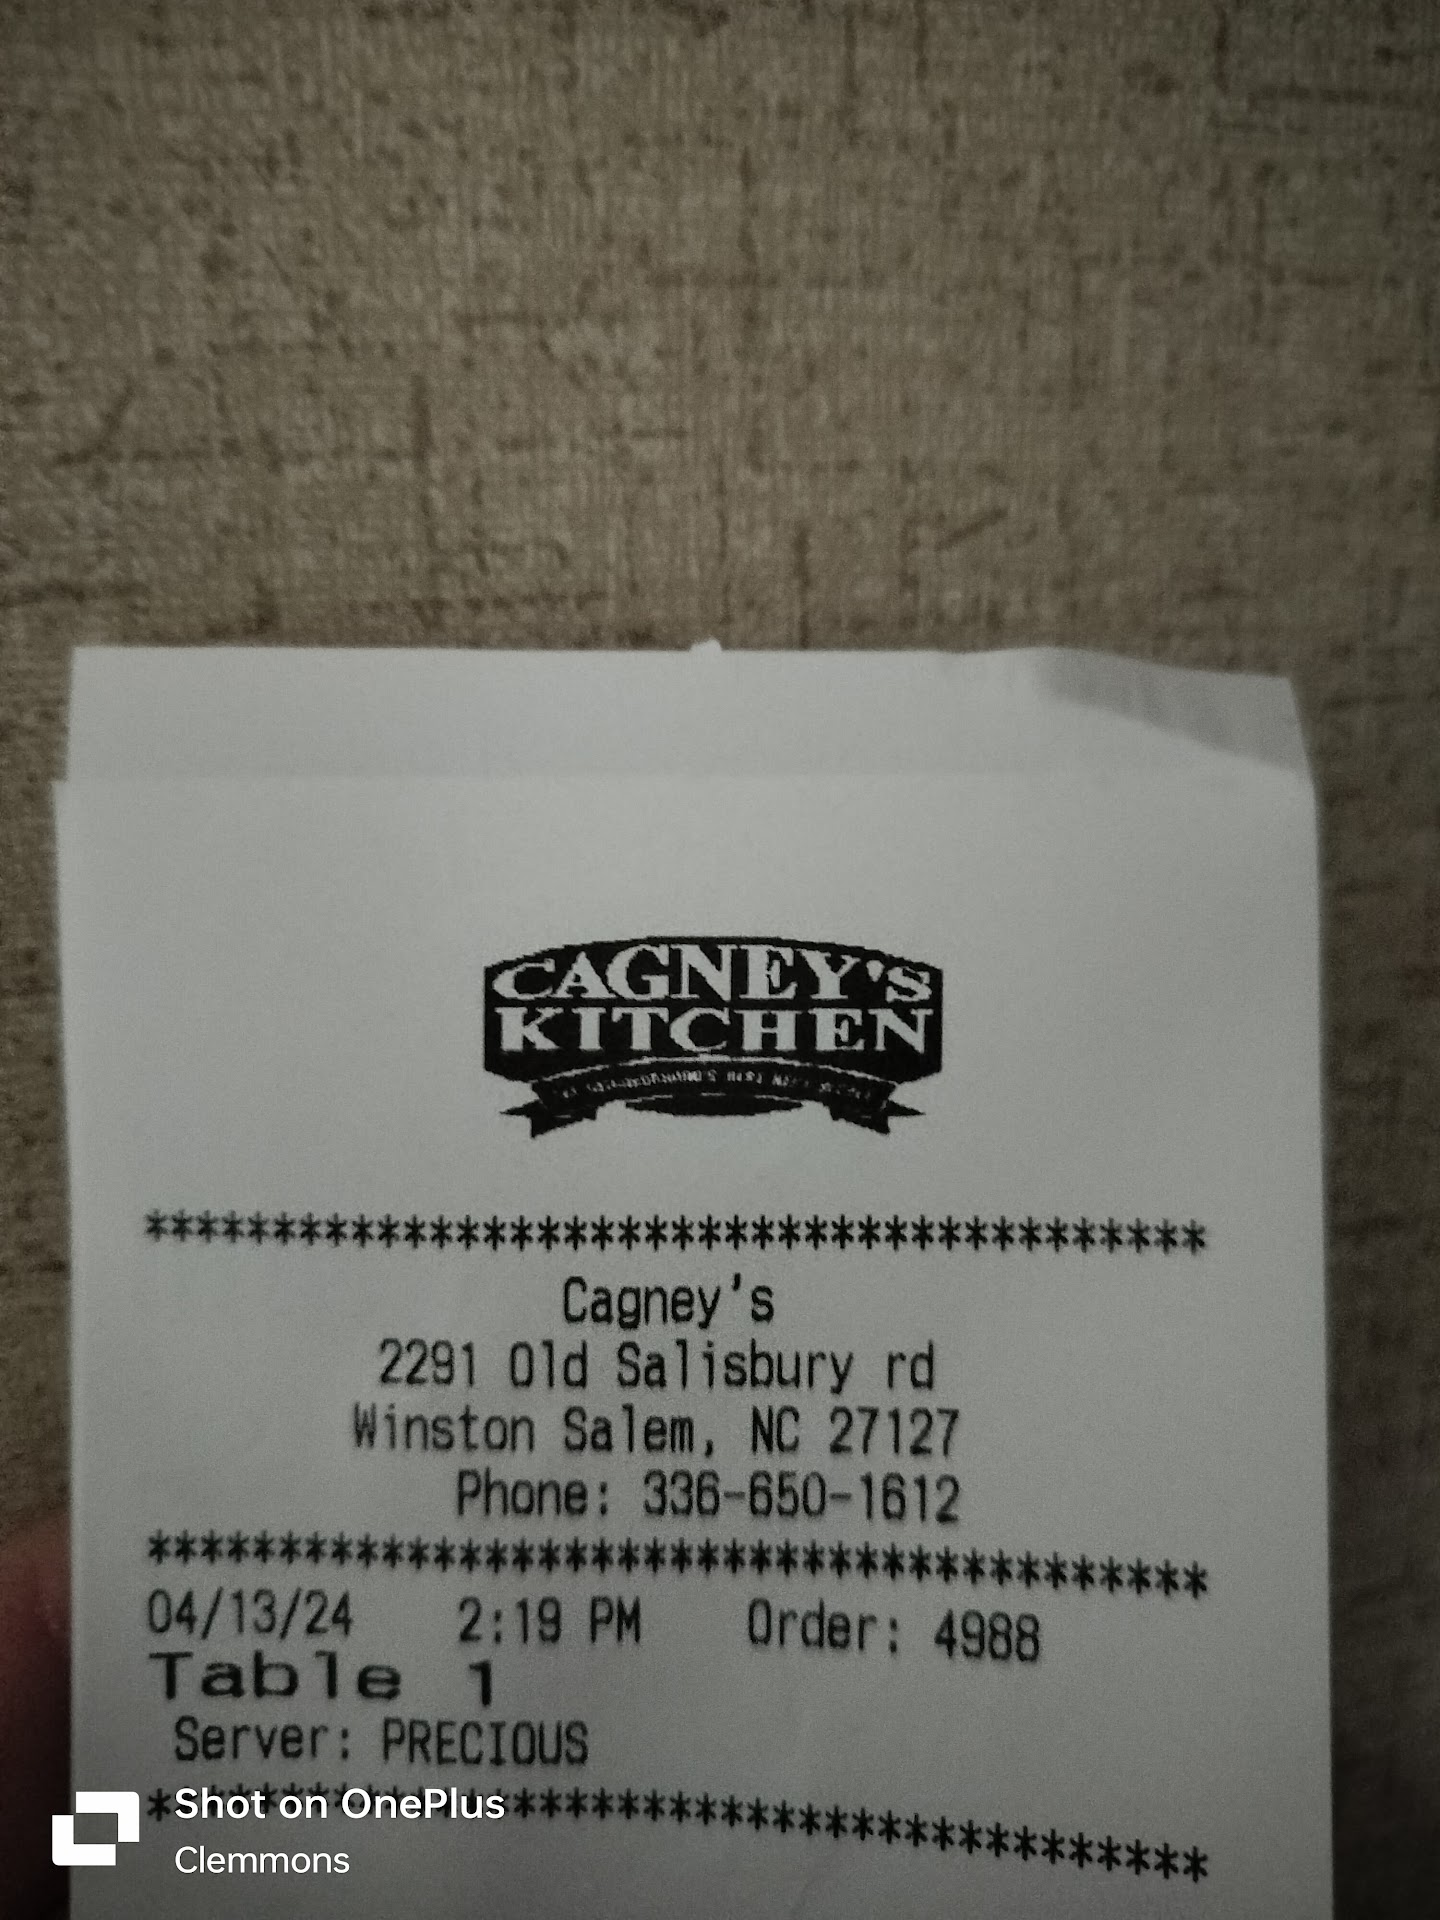 CAGNEY'S
KITCHEN
****************************************
Cagney's
2291 Old Salisbury rd
Winston Salem, NC 27127
Phone: 336-650-1612
****************************************
04/13/24 2:19 PM Order: 4988
Table 1
Server: PRECIOUS
****************************************
Shot on OnePlus
Clemmons